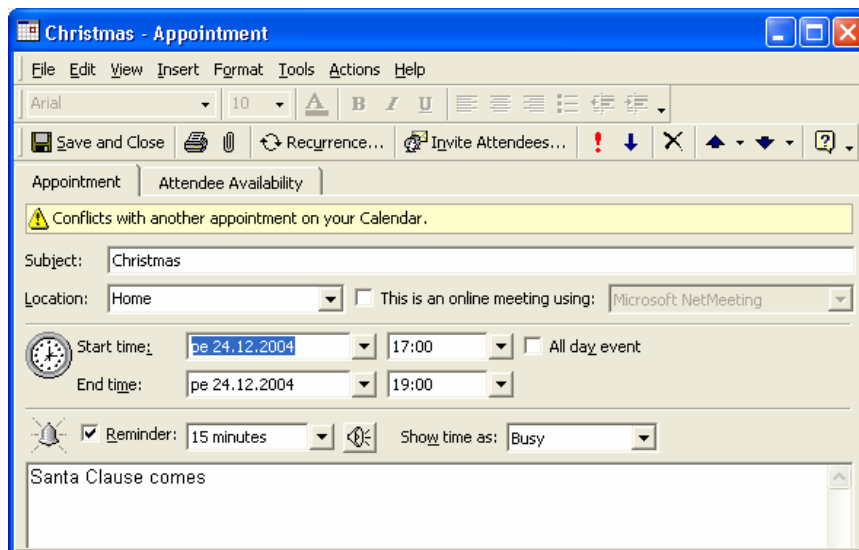 Christmas - Appointment
File Edit View Insert Format Tools Actions Help
Arial 10 A B I U
Save and Close Recurrence... Invite Attendees...
Appointment Attendee Availability
Conflicts with another appointment on your Calendar.
Subject: Christmas
Location: Home This is an online meeting using: Microsoft NetMeeting
Start time: pe 24.12.2004 17:00 All day event
End time: pe 24.12.2004 19:00
Reminder: 15 minutes Show time as: Busy
Santa Clause comes